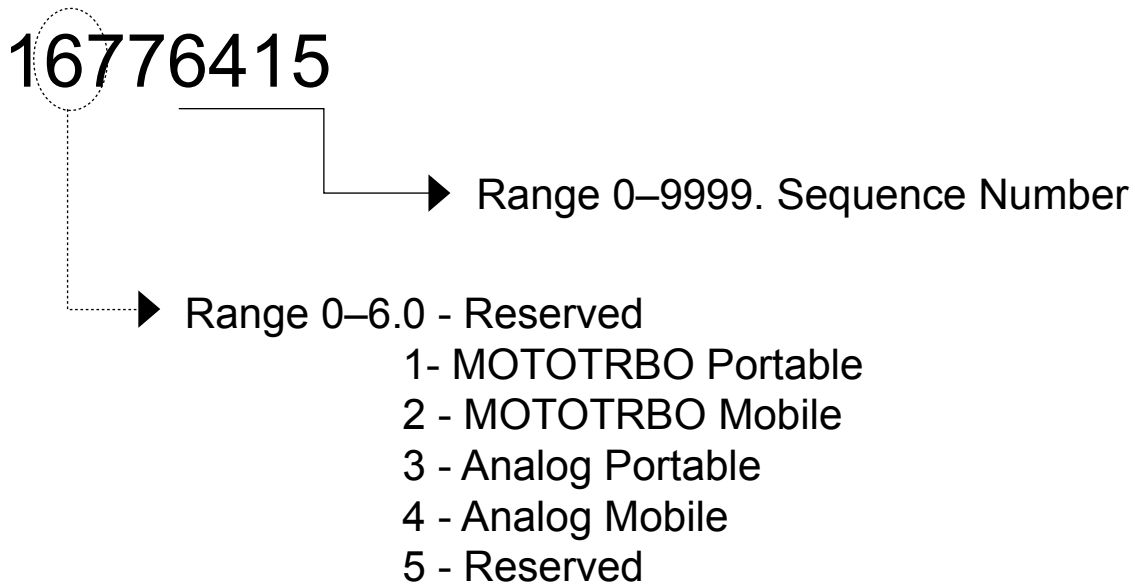 16776415
Range 0–9999. Sequence Number
Range 0–6.0 - Reserved
1- MOTOTRBO Portable
2 - MOTOTRBO Mobile
3 - Analog Portable
4 - Analog Mobile
5 - Reserved